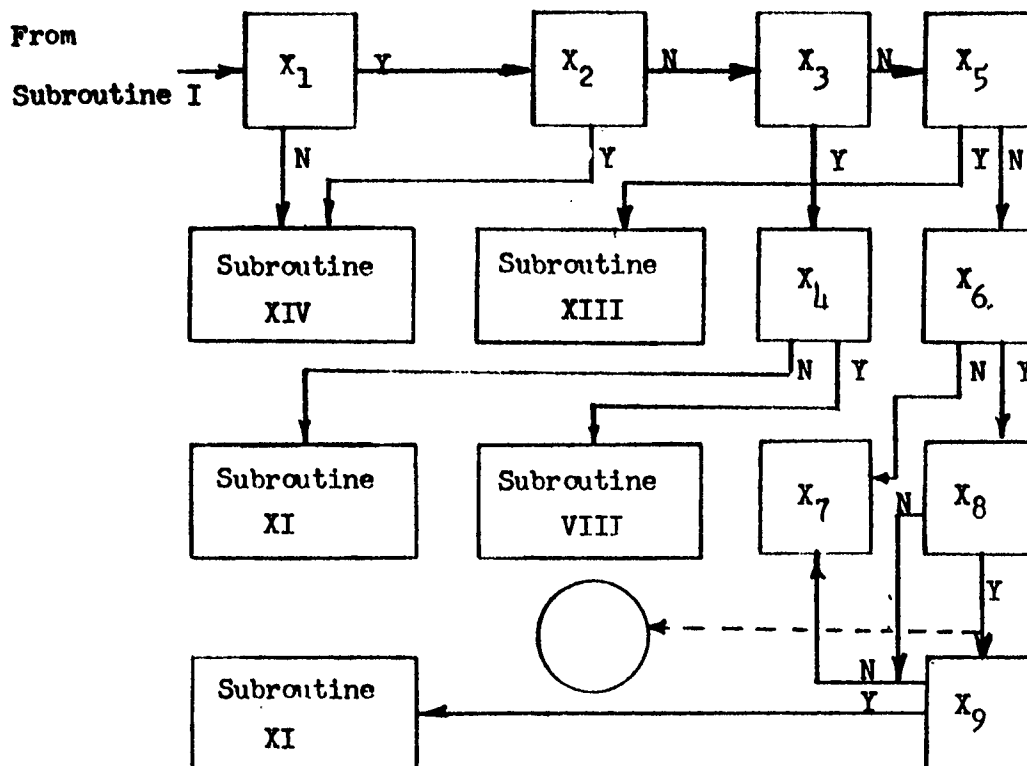 From
Subroutine I
X1
Y
X2
N
X3
N
X5
N
Y
Y
Y
N
Subroutine
XIV
Subroutine
XIII
X4
X6
N
Y
N
Y
Subroutine
XI
Subroutine
VIII
X7
N
X8
Y
Subroutine
XI
N
Y
X9